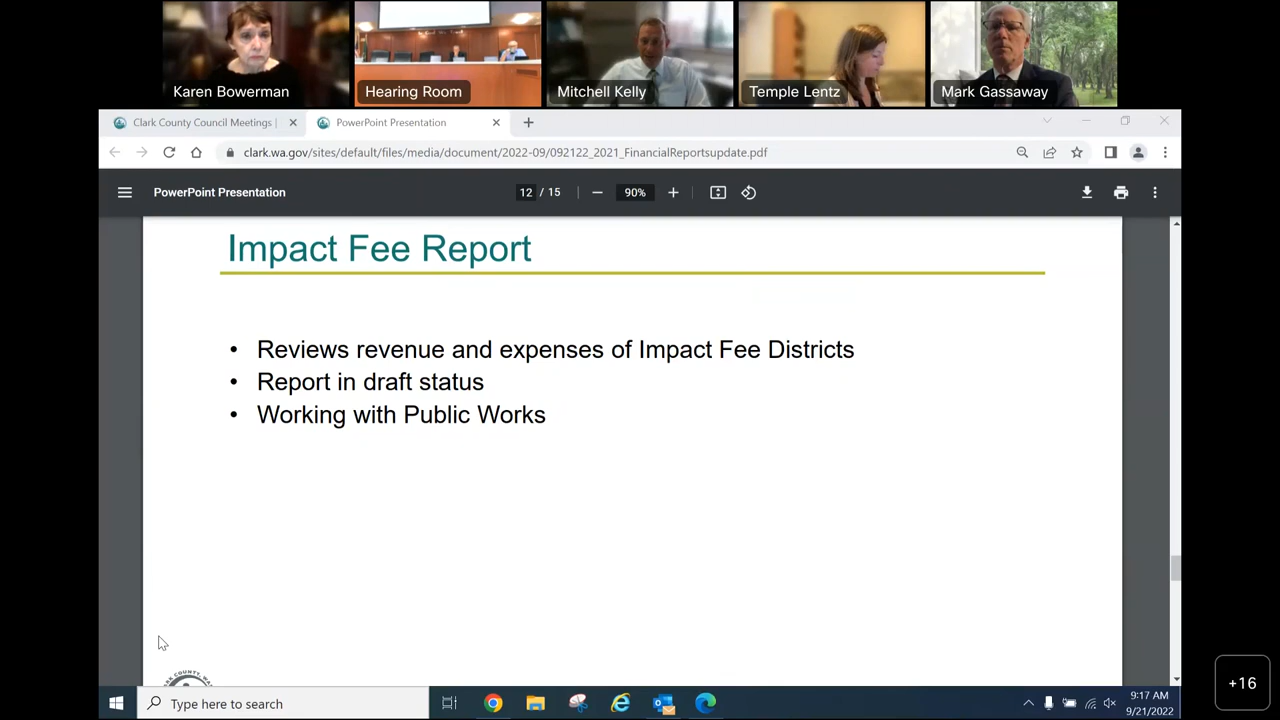 Karen Bowerman
Hearing Room
Mitchell Kelly
Temple Lentz
Mark Gassaway
Clark County Council Meetings |
PowerPoint Presentation
clark.wa.gov/sites/default/files/media/document/2022-09/092122_2021_FinancialReportsupdate.pdf
PowerPoint Presentation
12 / 15
90%
Impact Fee Report
• Reviews revenue and expenses of Impact Fee Districts
• Report in draft status
• Working with Public Works
Type here to search
9:17 AM
9/21/2022
+16